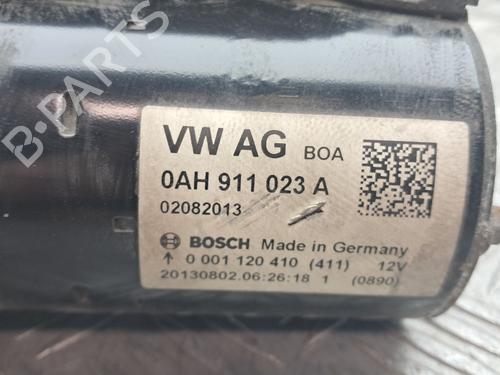 VW AG BOA
0AH 911 023 A
02082013
BOSCH Made in Germany
↑ 0 001 120 410 (411) 12V
20130802.06:26:18 1 (0890)
B-PARTS